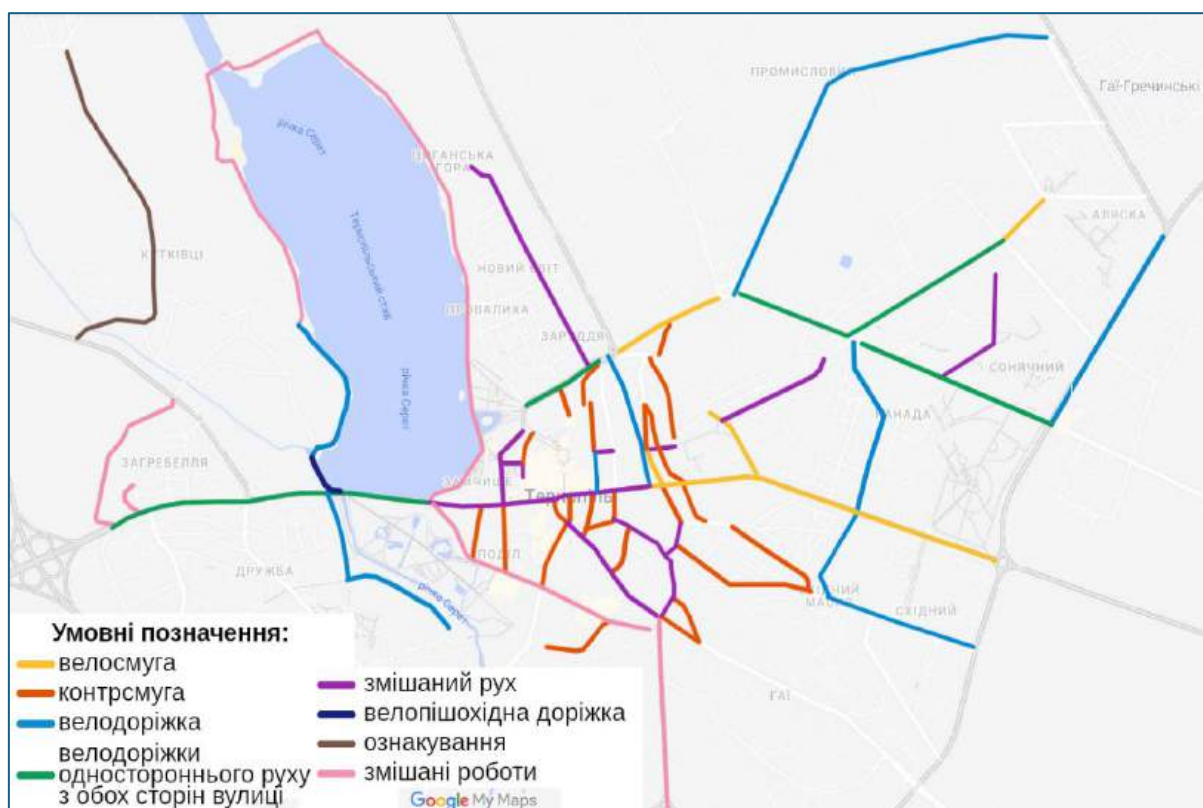 ПРОМИСЛОВИЙ
Гаї-Гречинські
річка Серет
ЦИГАНСЬКА
ГОРА
АЛЯСКА
Тернопільський став
КУТКІВЦІ
НОВИЙ СВІТ
ПРОВАЛИХА
ЗАРУДДЯ
річка Серет
СОНЯЧНИЙ
КАНАДА
ЗАГРЕБЕЛЛЯ
Тернопіль
ПОДІЛ
ДРУЖБА
річка Серет
СХІДНИЙ
МАСИВ
СХІДНИЙ
ГАЇ
Умовні позначення:
велосмуга
контрсмуга
велодоріжка
велодоріжки
одностороннього руху
з обох сторін вулиці
змішаний рух
велопішохідна доріжка
ознакування
змішані роботи
Google My Maps